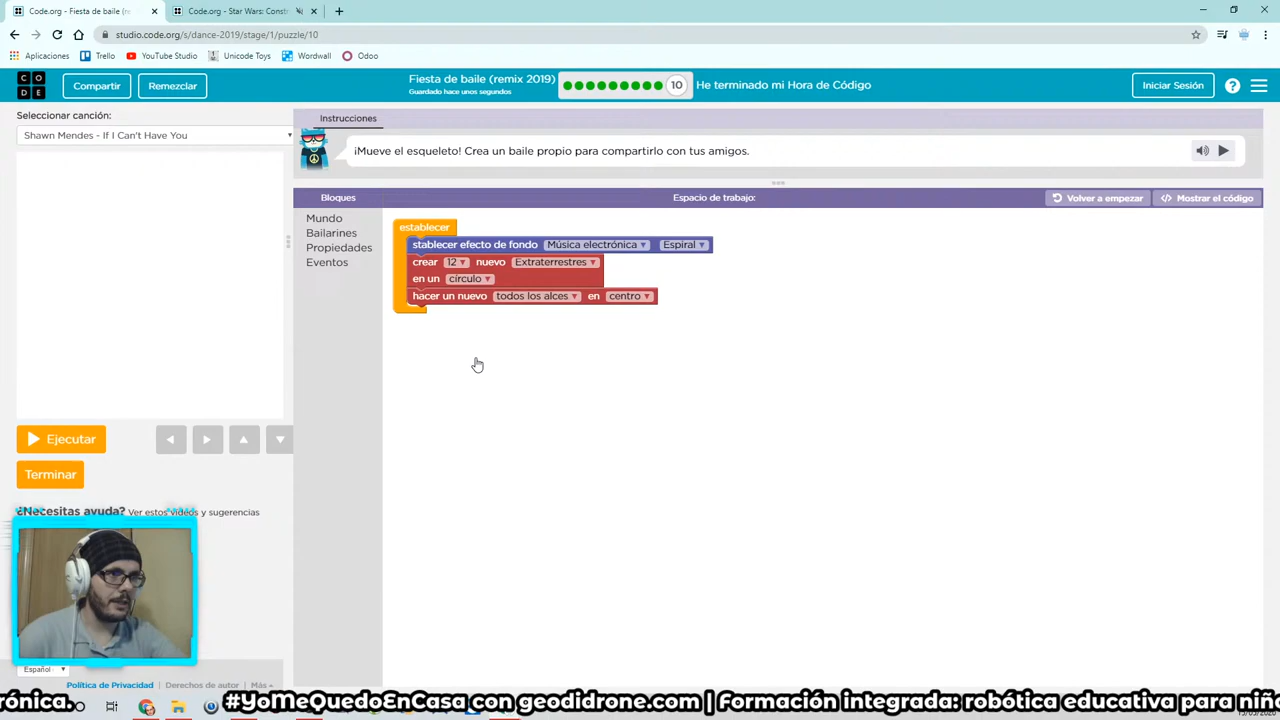 Code.org - Fiesta de baile (remix
Code.org - Star Wars: Constr
studio.code.org/s/dance-2019/stage/1/puzzle/10
Aplicaciones
Trello
YouTube Studio
Unicode Toys
Wordwall
Odoo
C O
D E
Compartir
Remezclar
Fiesta de baile (remix 2019)
Guardado hace unos segundos
10
He terminado mi Hora de Código
Iniciar Sesión
Seleccionar canción:
Shawn Mendes - If I Can't Have You
Instrucciones
¡Mueve el esqueleto! Crea un baile propio para compartirlo con tus amigos.
Bloques
Espacio de trabajo:
Volver a empezar
Mostrar el código
Mundo
Bailarines
Propiedades
Eventos
establecer
stablecer efecto de fondo Música electrónica Espiral
crear 12 nuevo Extraterrestres
en un círculo
hacer un nuevo todos los alces en centro
Ejecutar
Terminar
¿Necesitas ayuda? Ver estos videos y sugerencias
Español
Política de Privacidad
Derechos de autor
Más
rónica. #YoMeQuedoEnCasa con geodidrone.com | Formación integrada: robótica educativa para niño